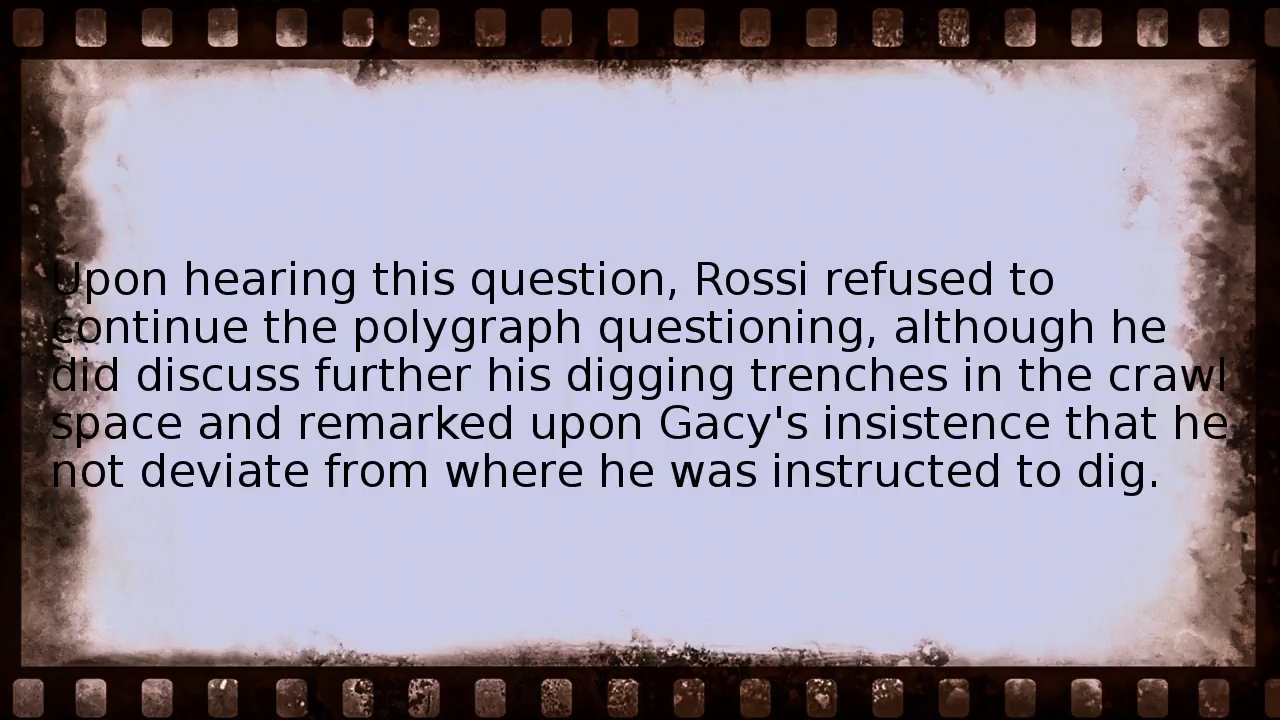 Upon hearing this question, Rossi refused to
continue the polygraph questioning, although he
did discuss further his digging trenches in the crawl
space and remarked upon Gacy's insistence that he
not deviate from where he was instructed to dig.